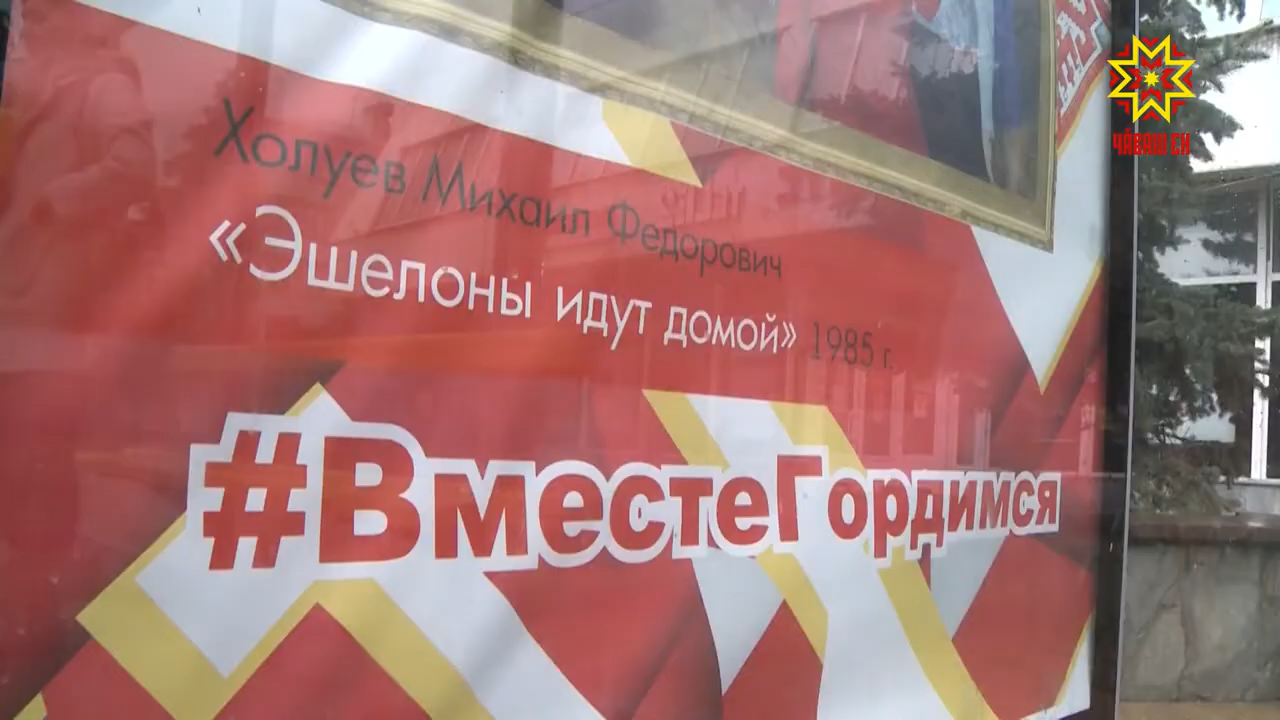 Холуев Михаил Федорович
«Эшелоны идут домой» 1985 г.
#ВместеГордимся
ЧĂВАШ ЕН